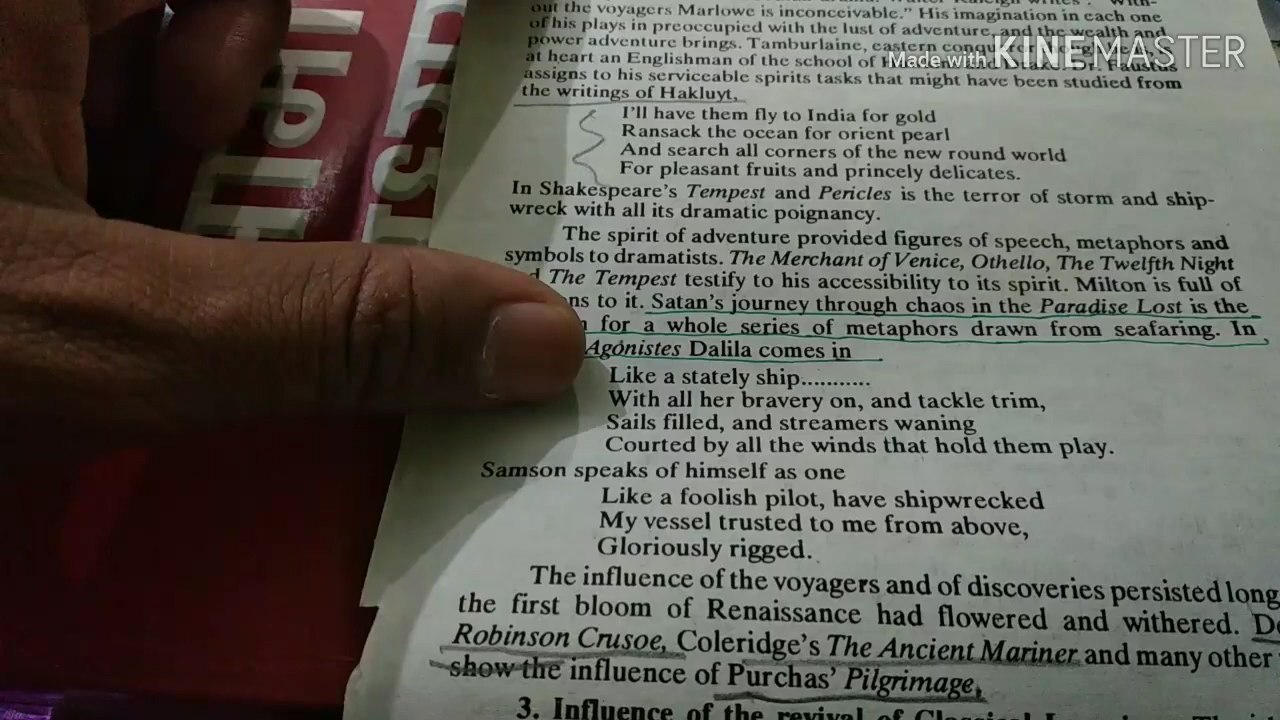 out the voyagers Marlowe is inconceivable." His imagination in each one
of his plays in preoccupied with the lust of adventure, and the wealth and
power adventure brings. Tamburlaine, eastern
at heart an Englishman of the school of
Made with KINEMASTER
assigns to his serviceable spirits tasks that might have been studied from
the writings of Hakluyt,
I'll have them fly to India for gold
Ransack the ocean for orient pearl
And search all corners of the new round world
For pleasant fruits and princely delicates.
In Shakespeare's Tempest and Pericles is the terror of storm and ship-
wreck with all its dramatic poignancy.
The spirit of adventure provided figures of speech, metaphors and
symbols to dramatists. The Merchant of Venice, Othello, The Twelfth Night
The Tempest testify to his accessibility to its spirit. Milton is full of
to it. Satan's journey through chaos in the Paradise Lost is the
for a whole series of metaphors drawn from seafaring. In
Agonistes Dalila comes in
Like a stately ship...........
With all her bravery on, and tackle trim,
Sails filled, and streamers waning
Courted by all the winds that hold them play.
Samson speaks of himself as one
Like a foolish pilot, have shipwrecked
My vessel trusted to me from above,
Gloriously rigged.
The influence of the voyagers and of discoveries persisted long
the first bloom of Renaissance had flowered and withered.
Robinson Crusoe, Coleridge's The Ancient Mariner and many other
show the influence of Purchas' Pilgrimage,
3. Influence of the revival of